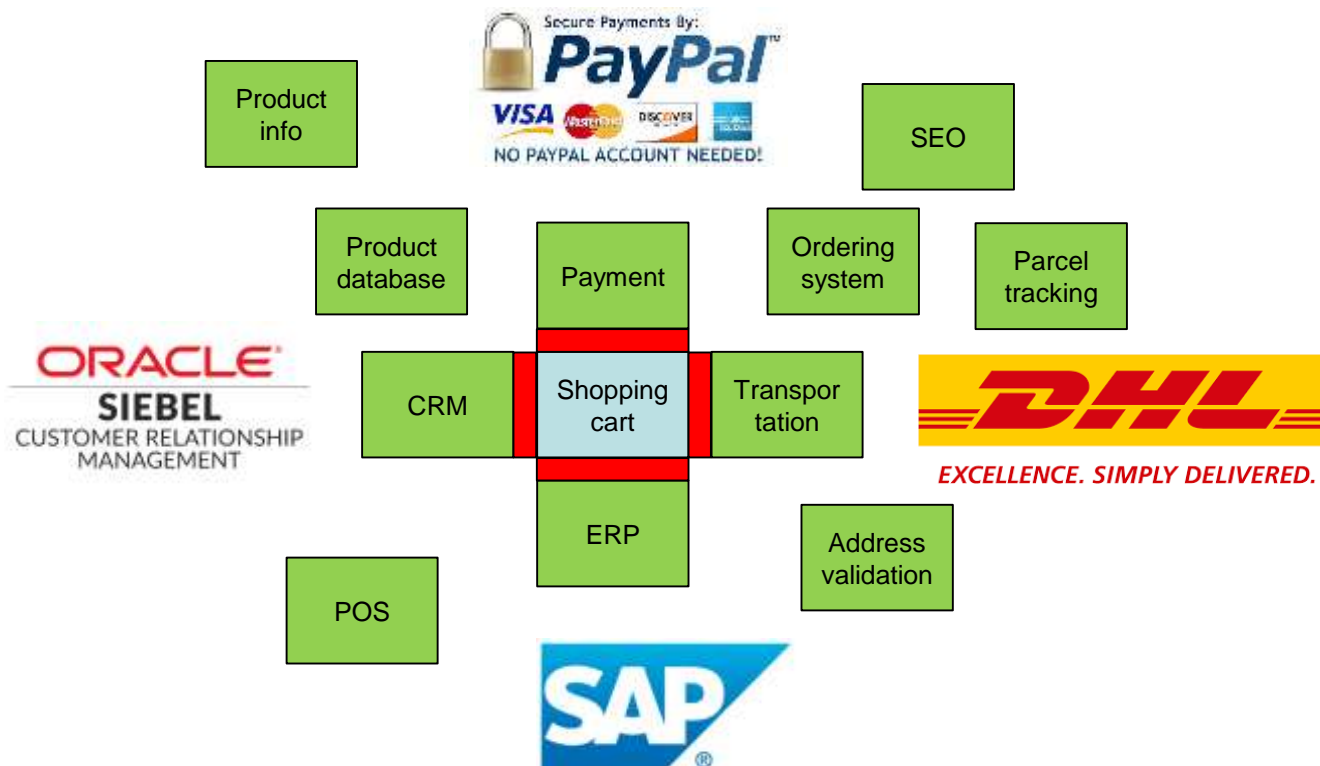 Secure Payments By:
PayPal™
VISA MasterCard DISCOVER
NO PAYPAL ACCOUNT NEEDED!
Product
info
SEO
Product
database
Payment
Ordering
system
Parcel
tracking
ORACLE®
SIEBEL
CUSTOMER RELATIONSHIP
MANAGEMENT
CRM
Shopping
cart
Transpor
tation
DHL
EXCELLENCE. SIMPLY DELIVERED.
ERP
Address
validation
POS
SAP®